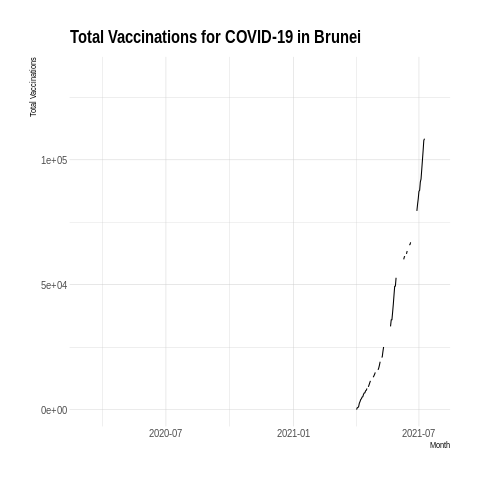 Total Vaccinations for COVID-19 in Brunei
Total Vaccinations
1e+05
5e+04
0e+00
2020-07
2021-01
2021-07
Month